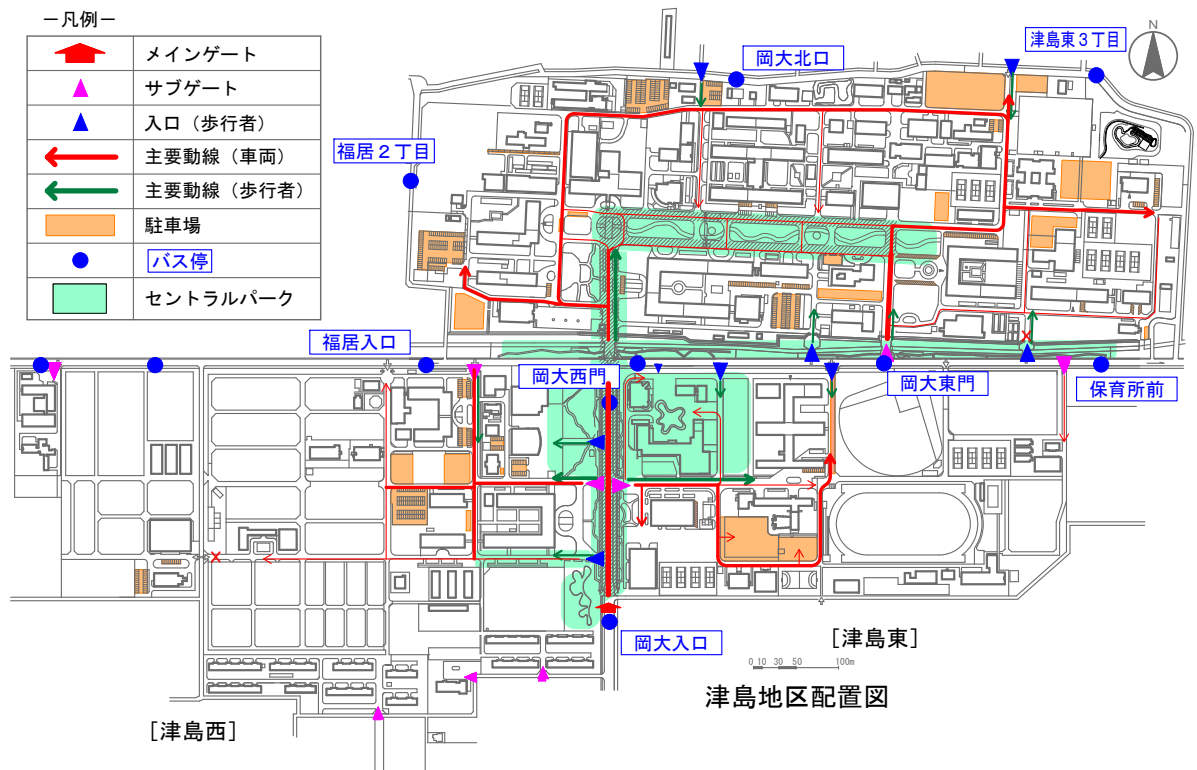 －凡例－
メインゲート
サブゲート
入口（歩行者）
主要動線（車両）
主要動線（歩行者）
駐車場
バス停
セントラルパーク
岡大北口
津島東３丁目
N
福居２丁目
福居入口
岡大西門
岡大東門
保育所前
岡大入口
［津島東］
0 10 30 50 100m
津島地区配置図
［津島西］